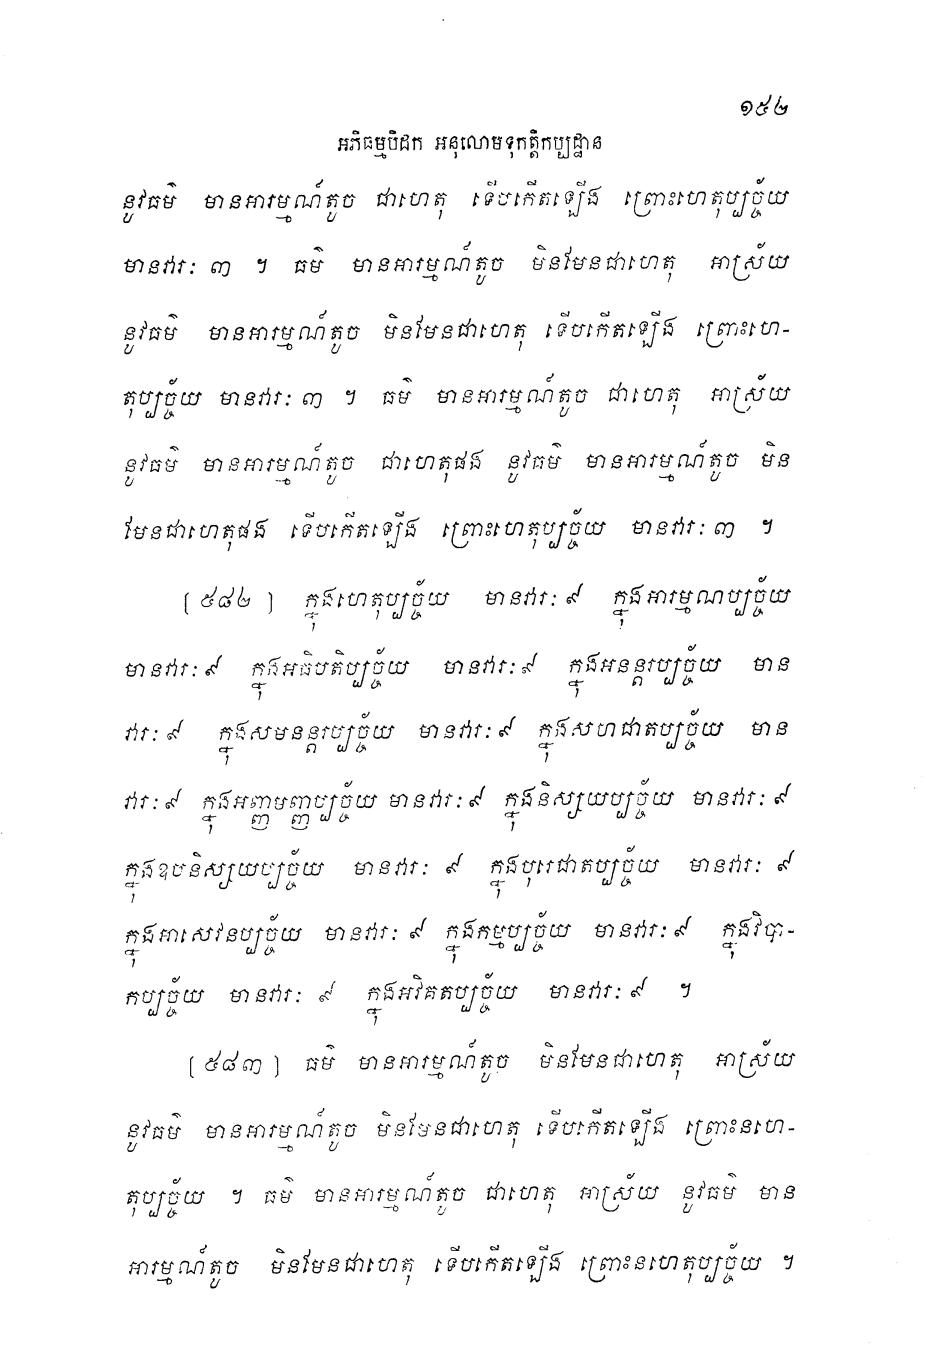 ១៥២
អភិធម្មបិដក អនុលោមទុកត្តិកប្បដ្ឋាន
នូវធម៌ មានអារម្មណ៍តូច ជាហេតុ ទើបកើតឡើង ព្រោះហេតុប្បច្ច័យ
មានវារៈ ៣ ។ ធម៌ មានអារម្មណ៍តូច មិនមែនជាហេតុ អាស្រ័យ
នូវធម៌ មានអារម្មណ៍តូច មិនមែនជាហេតុ ទើបកើតឡើង ព្រោះហេ-
តុប្បច្ច័យ មានវារៈ ៣ ។ ធម៌ មានអារម្មណ៍តូច ជាហេតុ អាស្រ័យ
នូវធម៌ មានអារម្មណ៍តូច ជាហេតុផង នូវធម៌ មានអារម្មណ៍តូច មិន
មែនជាហេតុផង ទើបកើតឡើង ព្រោះហេតុប្បច្ច័យ មានវារៈ ៣ ។
[ ៥៨២ ] ក្នុងហេតុប្បច្ច័យ មានវារៈ ៩ ក្នុងអារម្មណប្បច្ច័យ
មានវារៈ ៩ ក្នុងអធិបតិប្បច្ច័យ មានវារៈ ៩ ក្នុងអនន្តរប្បច្ច័យ មាន
វារៈ ៩ ក្នុងសមនន្តរប្បច្ច័យ មានវារៈ ៩ ក្នុងសហជាតប្បច្ច័យ មាន
វារៈ ៩ ក្នុងអញ្ញមញ្ញប្បច្ច័យ មានវារៈ ៩ ក្នុងនិស្សយប្បច្ច័យ មានវារៈ ៩
ក្នុងឧបនិស្សយប្បច្ច័យ មានវារៈ ៩ ក្នុងបុរេជាតប្បច្ច័យ មានវារៈ ៩
ក្នុងអាសេវនប្បច្ច័យ មានវារៈ ៩ ក្នុងកម្មប្បច្ច័យ មានវារៈ ៩ ក្នុងវិបា-
កប្បច្ច័យ មានវារៈ ៩ ក្នុងអវិគតប្បច្ច័យ មានវារៈ ៩ ។
[ ៥៨៣ ] ធម៌ មានអារម្មណ៍តូច មិនមែនជាហេតុ អាស្រ័យ
នូវធម៌ មានអារម្មណ៍តូច មិនមែនជាហេតុ ទើបកើតឡើង ព្រោះនហេ-
តុប្បច្ច័យ ។ ធម៌ មានអារម្មណ៍តូច ជាហេតុ អាស្រ័យ នូវធម៌ មាន
អារម្មណ៍តូច មិនមែនជាហេតុ ទើបកើតឡើង ព្រោះនហេតុប្បច្ច័យ ។